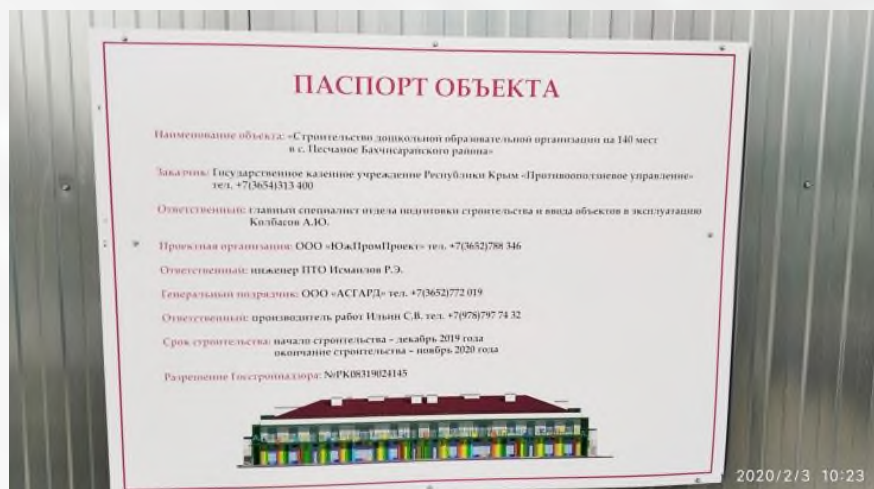 ПАСПОРТ ОБЪЕКТА
Наименование объекта: «Строительство дошкольной образовательной организации на 140 мест
в с. Песчаное Бахчисарайского района»
Заказчик: Государственное казенное учреждение Республики Крым «Противооползневое управление»
тел. +7(3654)313 400
Ответственный: главный специалист отдела подготовки строительства и ввода объектов в эксплуатацию
Колбасов А.Ю.
Проектная организация: ООО «ЮжПромПроект» тел. +7(3652)788 346
Ответственный: инженер ПТО Исмаилов Р.Э.
Генеральный подрядчик: ООО «АСГАРД» тел. +7(3652)772 019
Ответственный: производитель работ Ильин С.В. тел. +7(978)797 74 32
Срок строительства: начало строительства – декабрь 2019 года
окончание строительства – ноябрь 2020 года
Разрешение Госстройнадзора: №РК08319024145
2020/2/3 10:23